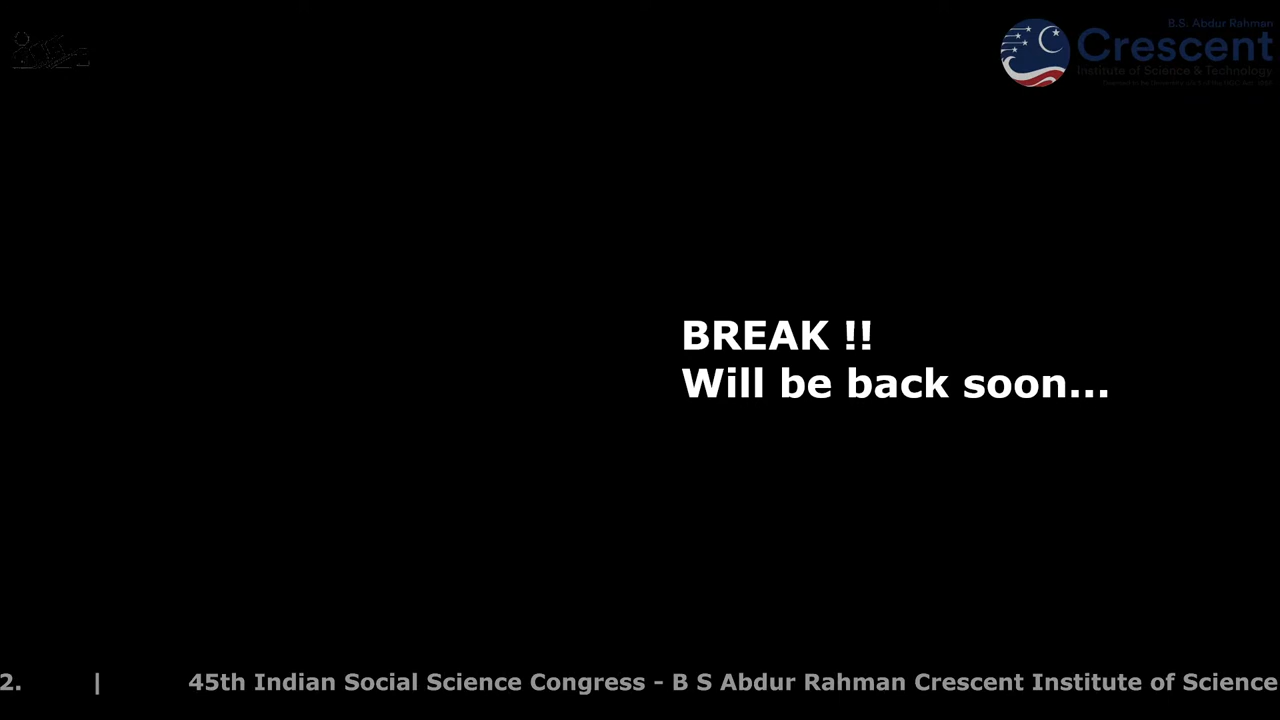 B.S. Abdur Rahman
Crescent
Institute of Science & Technology
BREAK !!
Will be back soon...
2. | 45th Indian Social Science Congress - B S Abdur Rahman Crescent Institute of Science